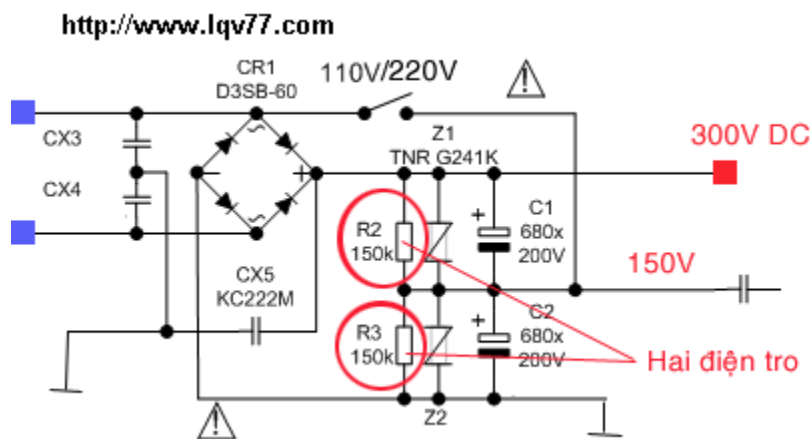 http://www.lqv77.com
CR1
D3SB-60
110V/220V
CX3
Z1
TNR G241K
300V DC
CX4
R2
150k
C1
680x
200V
150V
CX5
KC222M
R3
150k
C2
680x
200V
Hai điện tro
Z2